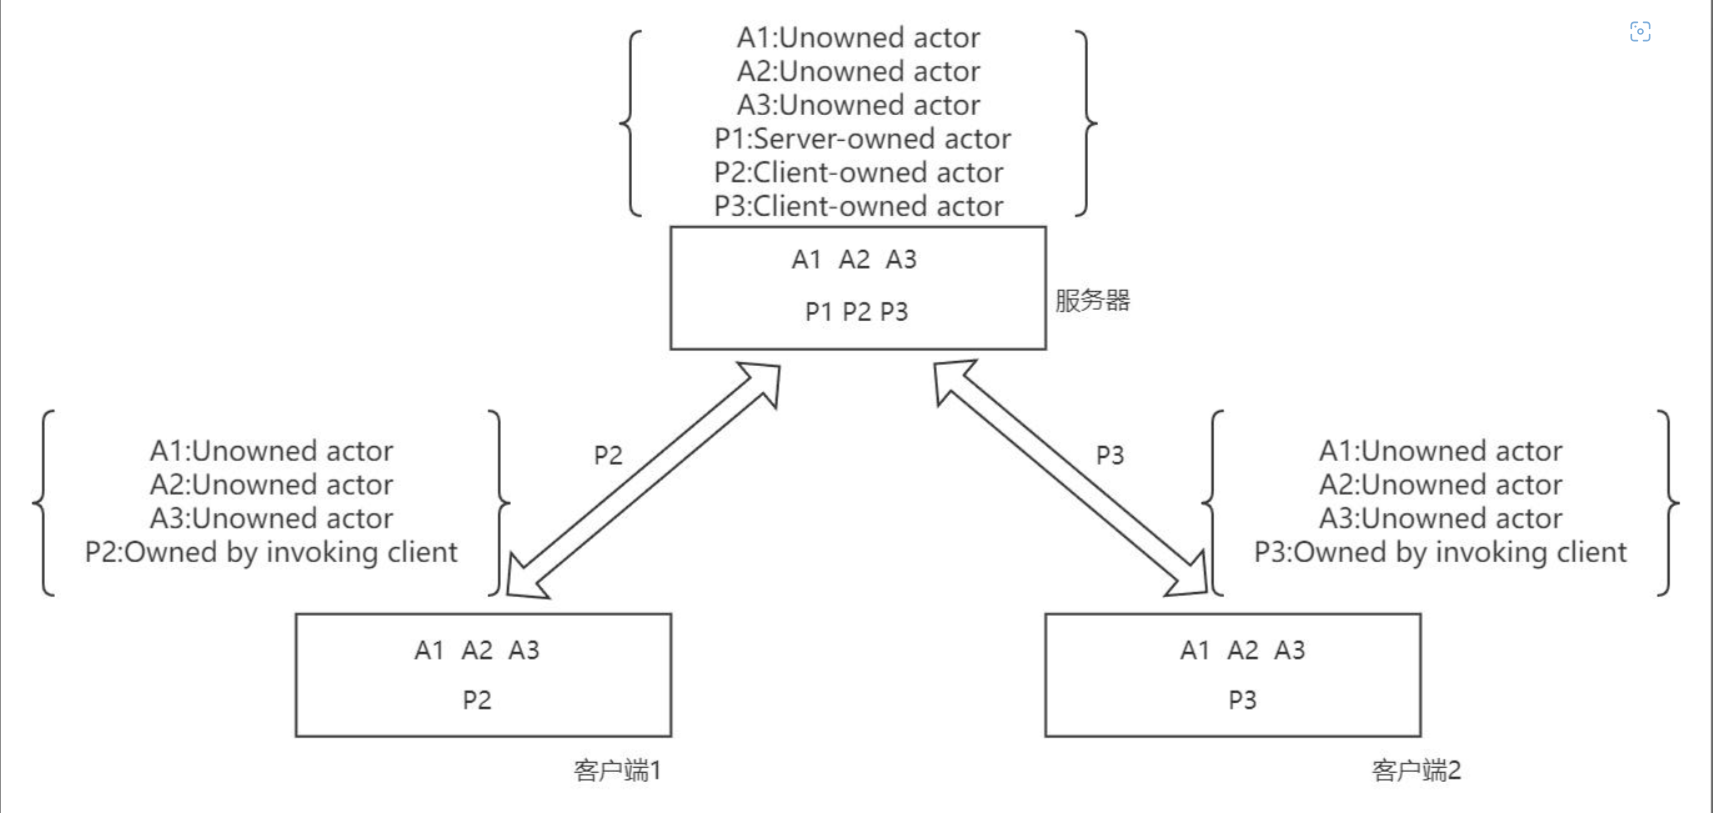 A1:Unowned actor
A2:Unowned actor
A3:Unowned actor
P1:Server-owned actor
P2:Client-owned actor
P3:Client-owned actor
A1 A2 A3
P1 P2 P3
服务器
P2
P3
A1:Unowned actor
A2:Unowned actor
A3:Unowned actor
P2:Owned by invoking client
A1:Unowned actor
A2:Unowned actor
A3:Unowned actor
P3:Owned by invoking client
A1 A2 A3
P2
客户端1
A1 A2 A3
P3
客户端2